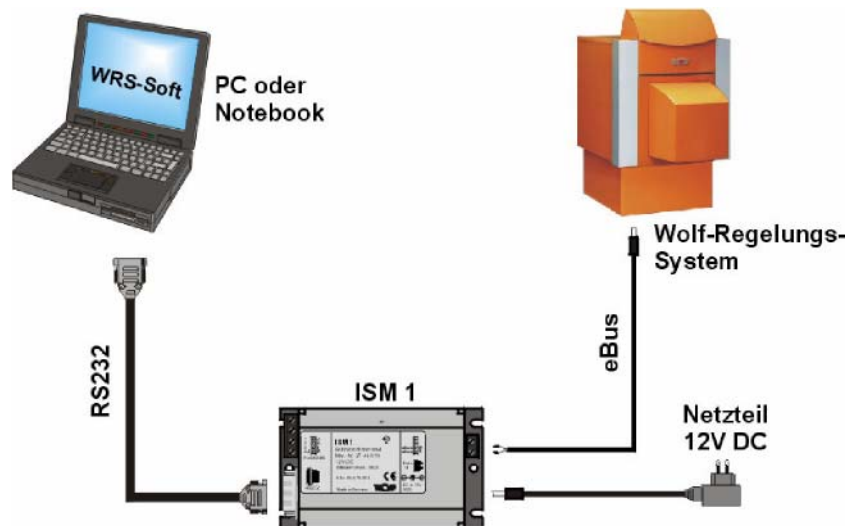 WRS-Soft
PC oder
Notebook
Wolf-Regelungs-
System
RS232
eBus
ISM 1
ISM 1
Netzteil
12V DC